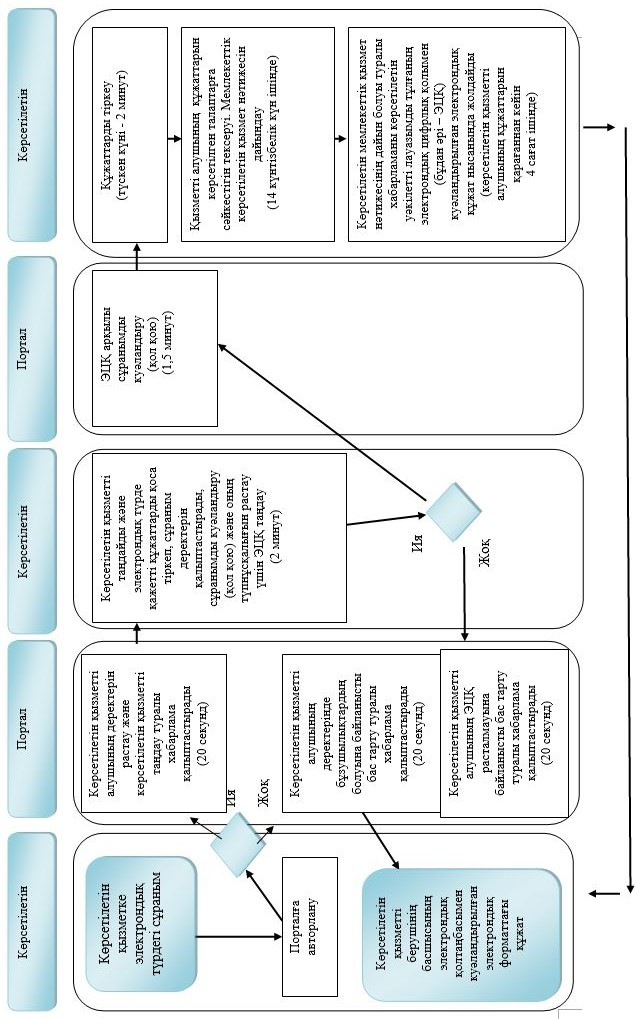 Көрсетілетін
Көрсетілетін
қызметке
электрондық
түрдегі сұраным
Порталға
авторлану
Көрсетілетін
қызметті
берушінің
басшысының
электрондық
қолтаңбасымен
куәландырылған
электрондық
форматтағы
құжат
Портал
Көрсетілетін қызметті
алушының деректерін
растау және
көрсетілетін қызметті
таңдау туралы
хабарлама
қалыптастырады
(20 секунд)
Ия
Жоқ
Көрсетілетін қызметті
алушының
деректерінде
бұзушылықтардың
болуына байланысты
бас тарту туралы
хабарлама
қалыптастырады
(20 секунд)
Көрсетілетін қызметті
алушының ЭЦҚ
расталмауына
байланысты бас тарту
туралы хабарлама
қалыптастырады
(20 секунд)
Көрсетілетін
Көрсетілетін қызметті
таңдайды және
электрондық түрде
қажетті құжаттарды қоса
тіркеп, сұраным
деректерін
қалыптастырады,
сұранымды куәландыру
(қол қою) және оның
түпнұсқалығын растау
үшін ЭЦҚ таңдау
(2 минут)
Ия
Жоқ
Портал
ЭЦҚ арқылы
сұранымды
куәландыру
(қол қою)
(1,5 минут)
Көрсетілетін
Құжаттарды тіркеу
(түскен күні - 2 минут)
Қызметті алушының құжаттарын
көрсетілген талаптарға
сәйкестігін тексеруі. Мемлекеттік
көрсетілетін қызмет нәтижесін
дайындау
(14 күнтізбелік күн ішінде)
Көрсетілетін мемлекеттік қызмет
нәтижесінің дайын болуы туралы
хабарламаны көрсетілетін
уәкілетті лауазымды тұлғаның
электрондық цифрлық қолымен
(бұдан әрі – ЭЦҚ)
куәландырылған электрондық
құжат нысанында жолдайды
(көрсетілетін қызметті
алушының құжаттарын
қарағаннан кейін
4 сағат ішінде)